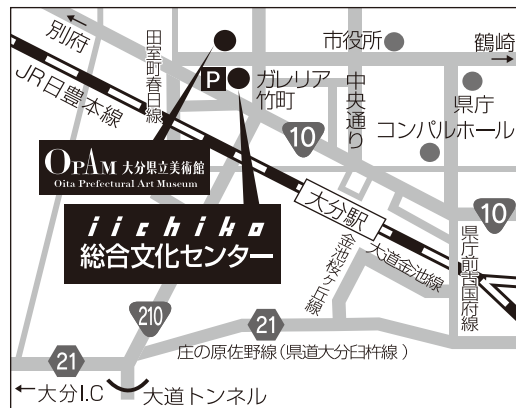 別府
田室町春日線
市役所
鶴崎
JR日豊本線
P
ガレリア
竹町
中央通り
県庁
コンパルホール
10
OPAM 大分県立美術館
Oita Prefectural Art Museum
iichiko
総合文化センター
大分駅
10
金池桜ヶ丘線
大道金池線
県庁前古国府線
210
21
庄の原佐野線(県道大分臼杵線)
21
大分I.C
大道トンネル